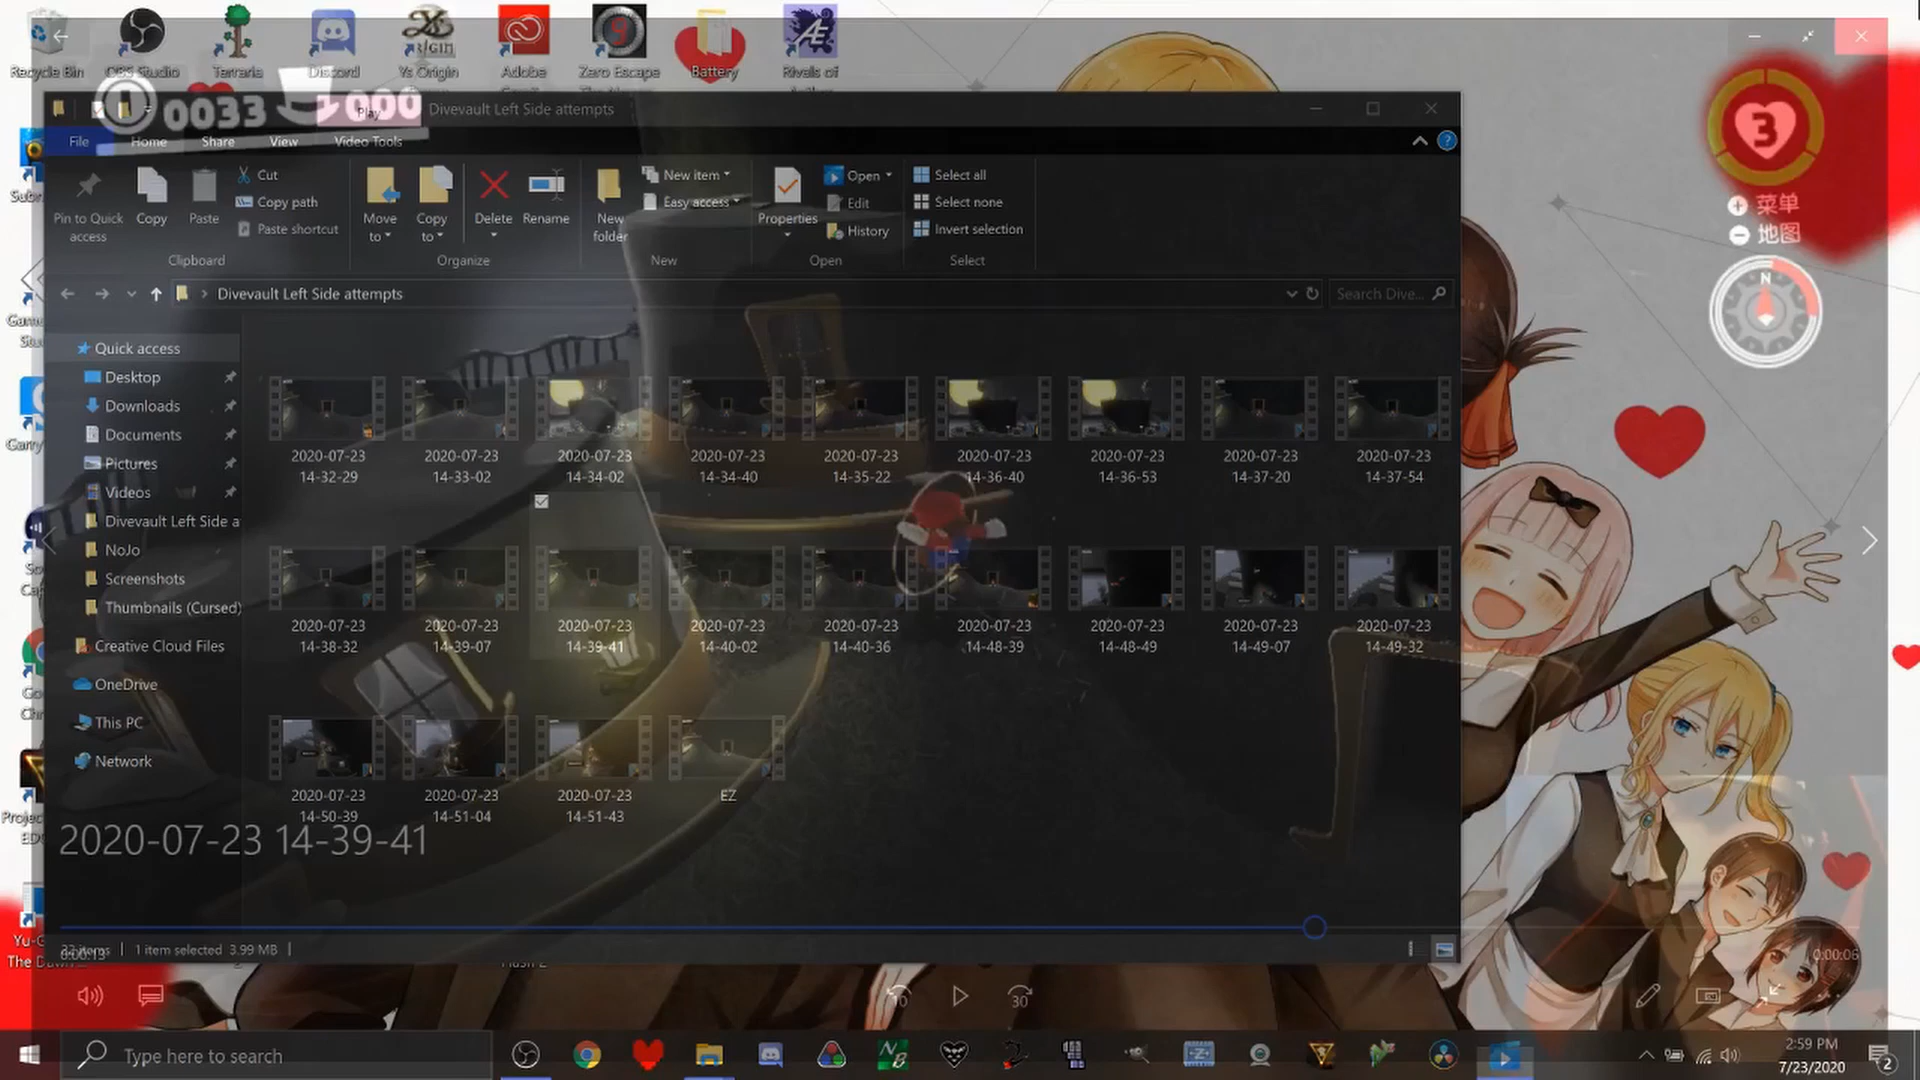 Recycle Bin
OBS Studio
Terraria
Discord
Ys Origin
Adobe
Zero Escape
Battery
Rivals of
0033
000
Play
Divevault Left Side attempts
3
File
Home
Share
View
Video Tools
Pin to Quick access
Copy
Paste
Cut
Copy path
Paste shortcut
Clipboard
Move to
Copy to
Delete
Rename
Organize
New folder
New item
Easy access
New
Properties
Open
Edit
History
Open
Select all
Select none
Invert selection
Select
菜单
地图
N
Divevault Left Side attempts
Search Dive...
Quick access
Desktop
Downloads
Documents
Pictures
Videos
Divevault Left Side a
NoJo
Screenshots
Thumbnails (Cursed)
Creative Cloud Files
OneDrive
This PC
Network
2020-07-23 14-32-29
2020-07-23 14-33-02
2020-07-23 14-34-02
2020-07-23 14-34-40
2020-07-23 14-35-22
2020-07-23 14-36-40
2020-07-23 14-36-53
2020-07-23 14-37-20
2020-07-23 14-37-54
2020-07-23 14-38-32
2020-07-23 14-39-07
2020-07-23 14-39-41
2020-07-23 14-40-02
2020-07-23 14-40-36
2020-07-23 14-48-39
2020-07-23 14-48-49
2020-07-23 14-49-07
2020-07-23 14-49-32
2020-07-23 14-50-39
2020-07-23 14-51-04
2020-07-23 14-51-43
EZ
2020-07-23 14-39-41
items
1 item selected 3.99 MB
0:00:13
0:00:06
10
30
Type here to search
2:59 PM
7/23/2020
2